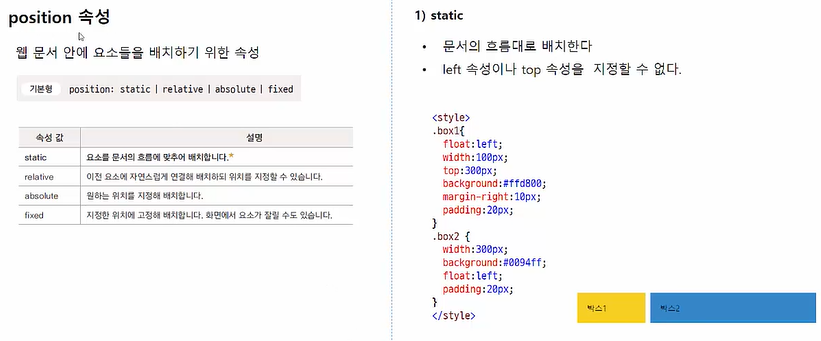 position 속성
웹 문서 안에 요소들을 배치하기 위한 속성
기본형 position: static | relative | absolute | fixed
속성 값 설명
static 요소를 문서의 흐름에 맞추어 배치합니다.*
relative 이전 요소에 자연스럽게 연결해 배치하되 위치를 지정할 수 있습니다.
absolute 원하는 위치를 지정해 배치합니다.
fixed 지정한 위치에 고정해 배치합니다. 화면에서 요소가 잘릴 수도 있습니다.
1) static
• 문서의 흐름대로 배치한다
• left 속성이나 top 속성을 지정할 수 없다.
<style>
.box1{
float:left;
width:100px;
top:300px;
background:#ffd800;
margin-right:10px;
padding:20px;
}
.box2 {
width:300px;
background:#0094ff;
float:left;
padding:20px;
}
</style>
박스1 박스2